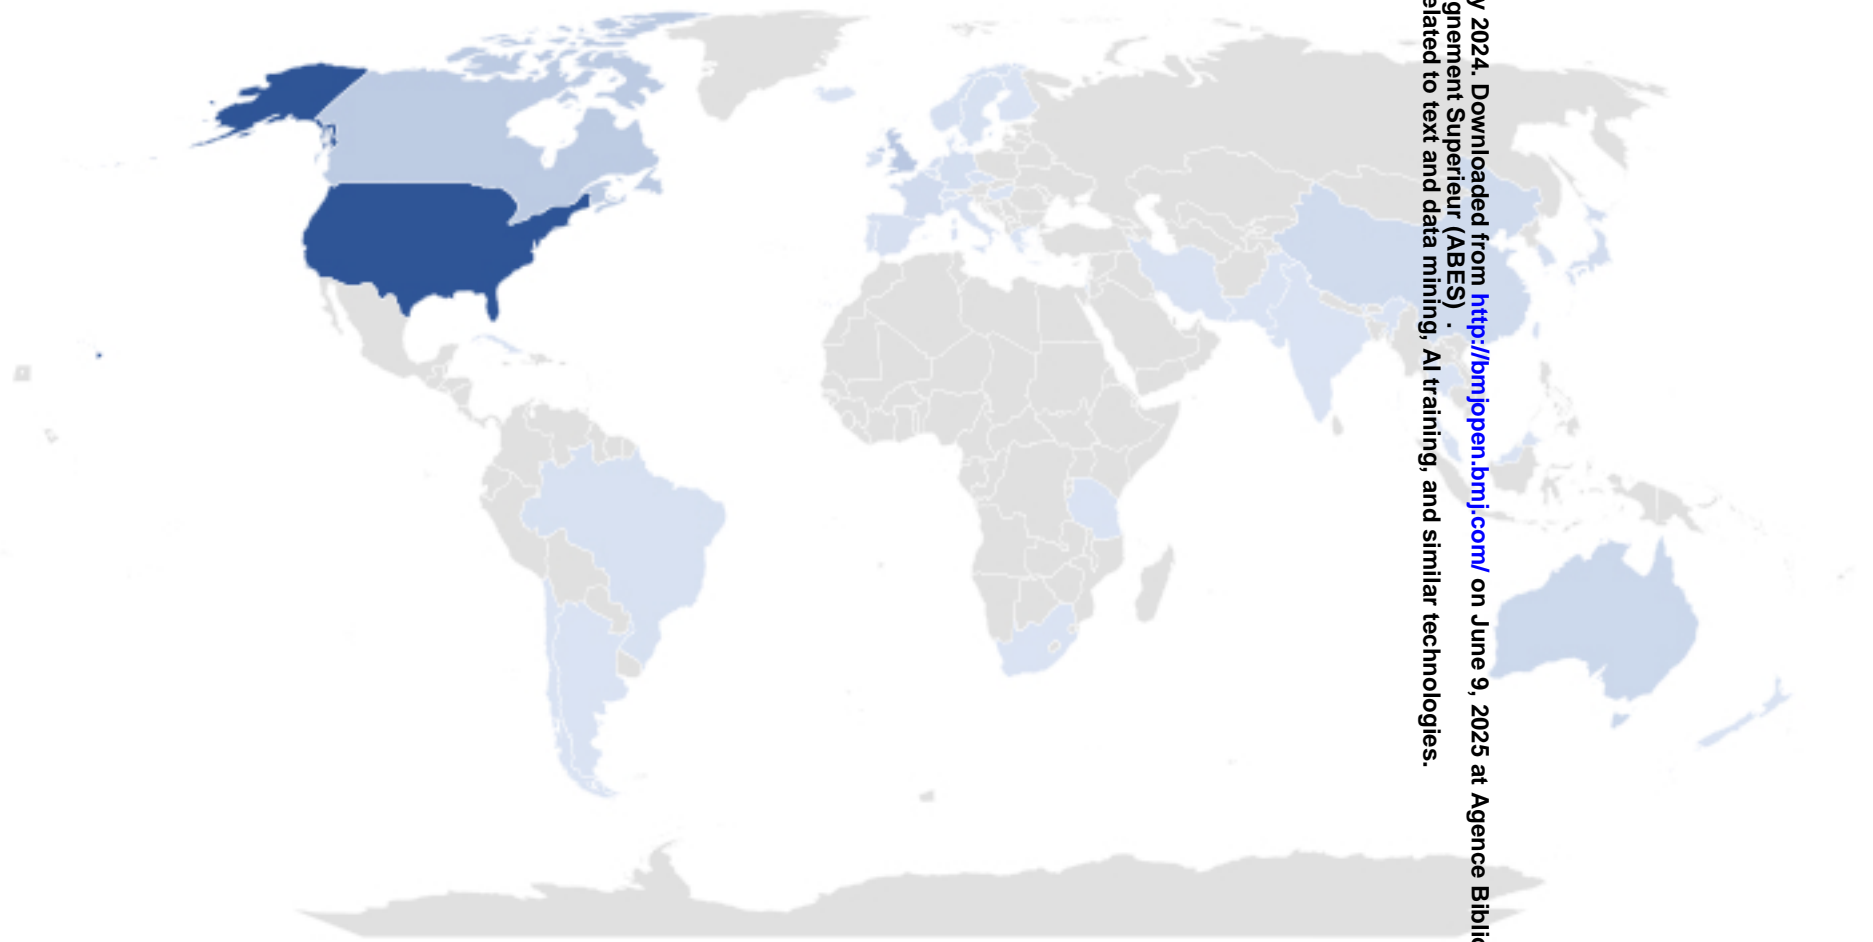 y 2024. Downloaded from http://bmjopen.bmj.com/ on June 9, 2025 at Agence Biblio
gnement Superieur (ABES) .
elated to text and data mining, AI training, and similar technologies.